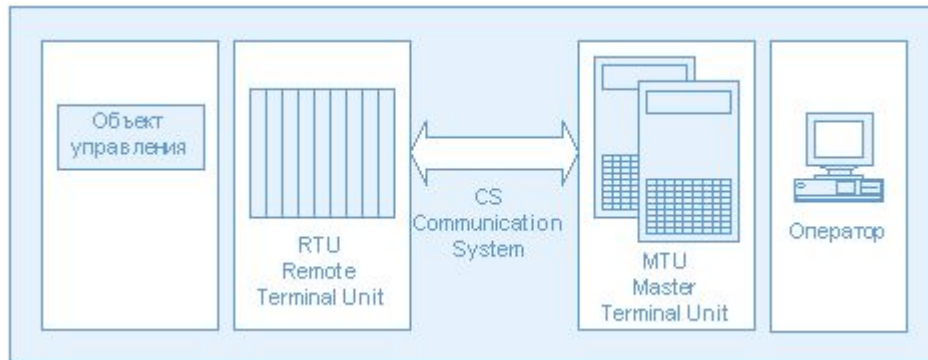 Объект
управления
RTU
Remote
Terminal Unit
CS
Communication
System
MTU
Master
Terminal Unit
Оператор